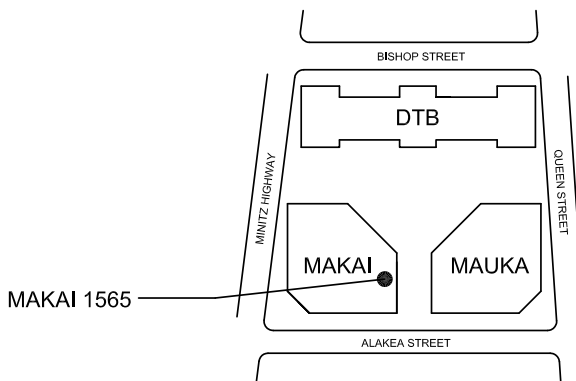 BISHOP STREET
DTB
MINITZ HIGHWAY
QUEEN STREET
MAKAI
MAUKA
MAKAI 1565
ALAKEA STREET